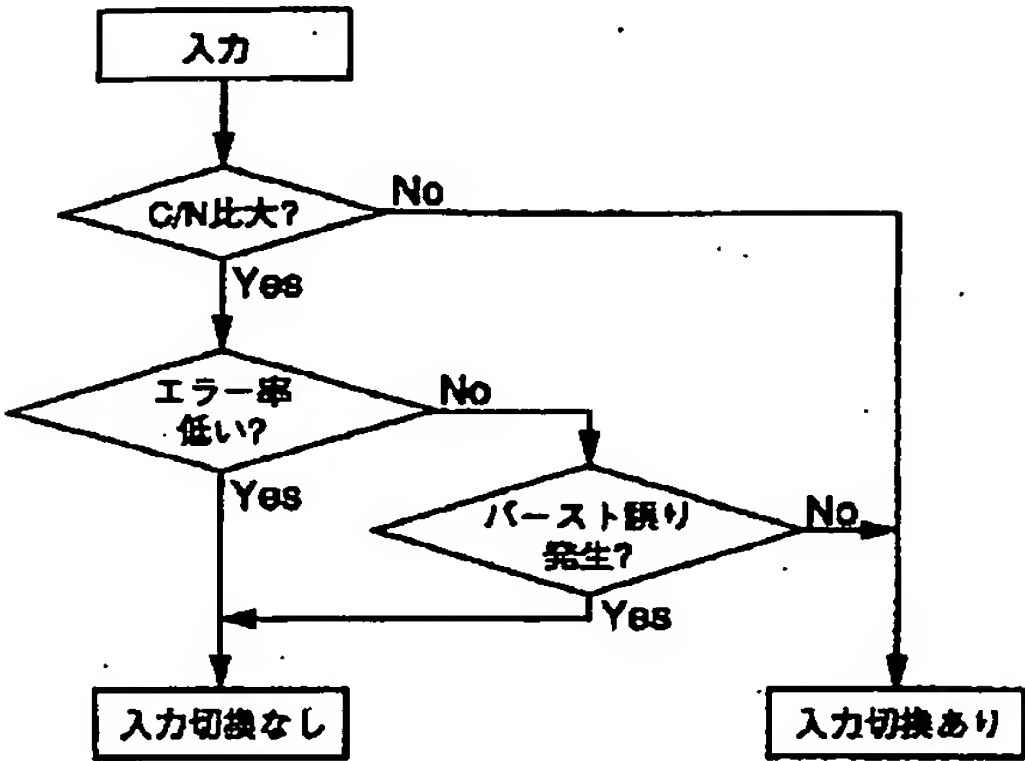 入力
C/N比大?
No
Yes
エラー率
低い?
No
Yes
バースト誤り
発生?
No
Yes
入力切換なし
入力切換あり